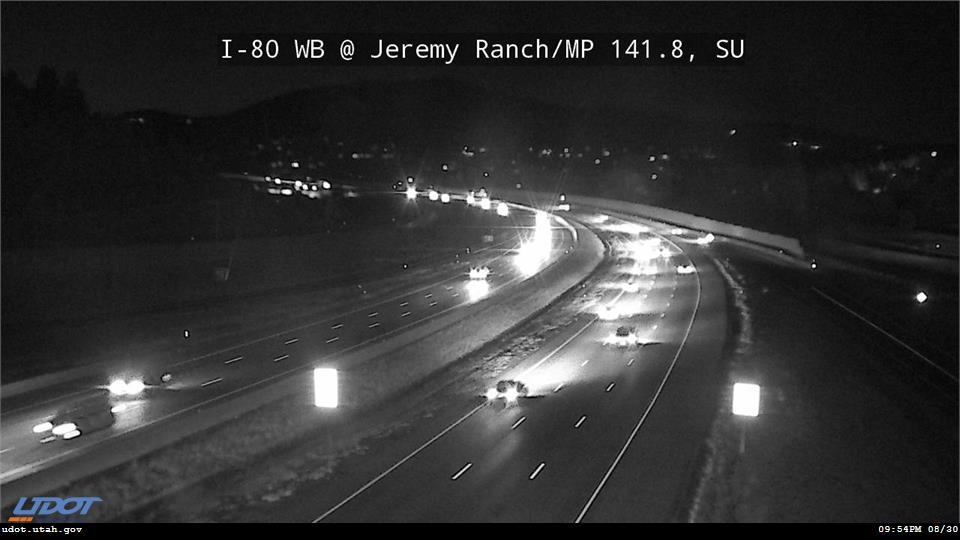 I-80 WB @ Jeremy Ranch/MP 141.8, SU
UDOT
udot.utah.gov 09:54PM 08/30